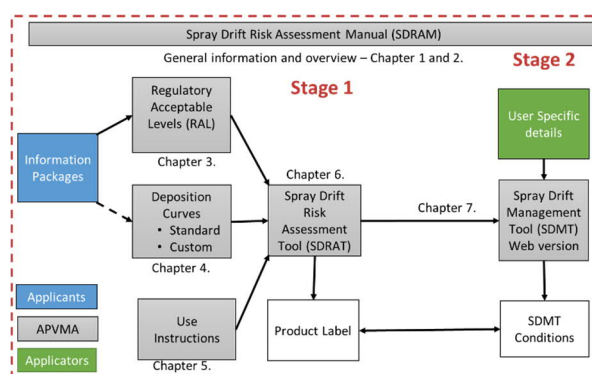 Spray Drift Risk Assessment Manual (SDRAM)
General information and overview – Chapter 1 and 2.
Stage 1
Stage 2
Regulatory
Acceptable
Levels (RAL)
Chapter 3.
Information
Packages
Deposition
Curves
• Standard
• Custom
Chapter 4.
Use
Instructions
Chapter 5.
Chapter 6.
Spray Drift
Risk
Assessment
Tool (SDRAT)
Chapter 7.
User Specific
details
Spray Drift
Management
Tool (SDMT)
Web version
Product Label
SDMT
Conditions
Applicants
APVMA
Applicators